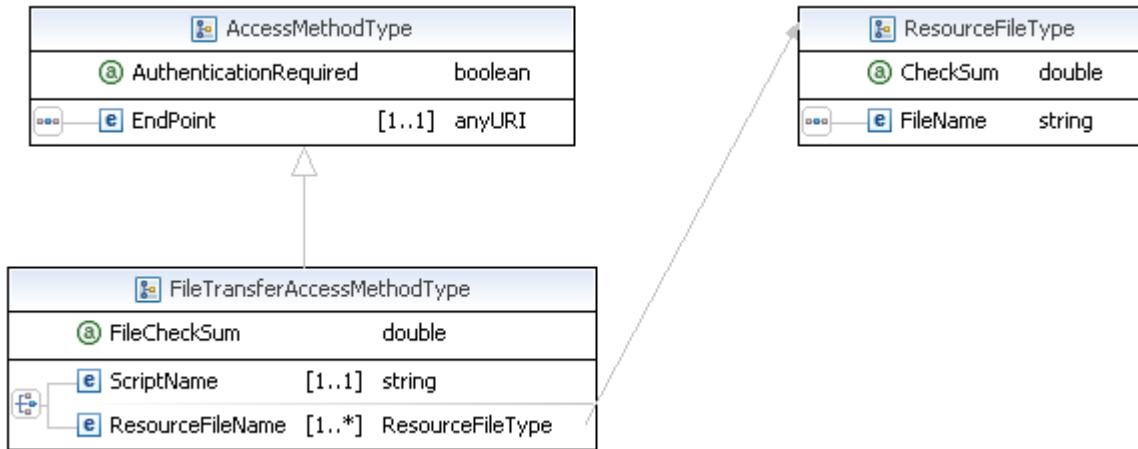 AccessMethodType
a AuthenticationRequired boolean
e EndPoint [1..1] anyURI
ResourceFileType
a CheckSum double
e FileName string
FileTransferAccessMethodType
a FileCheckSum double
e ScriptName [1..1] string
e ResourceFileName [1..*] ResourceFileType